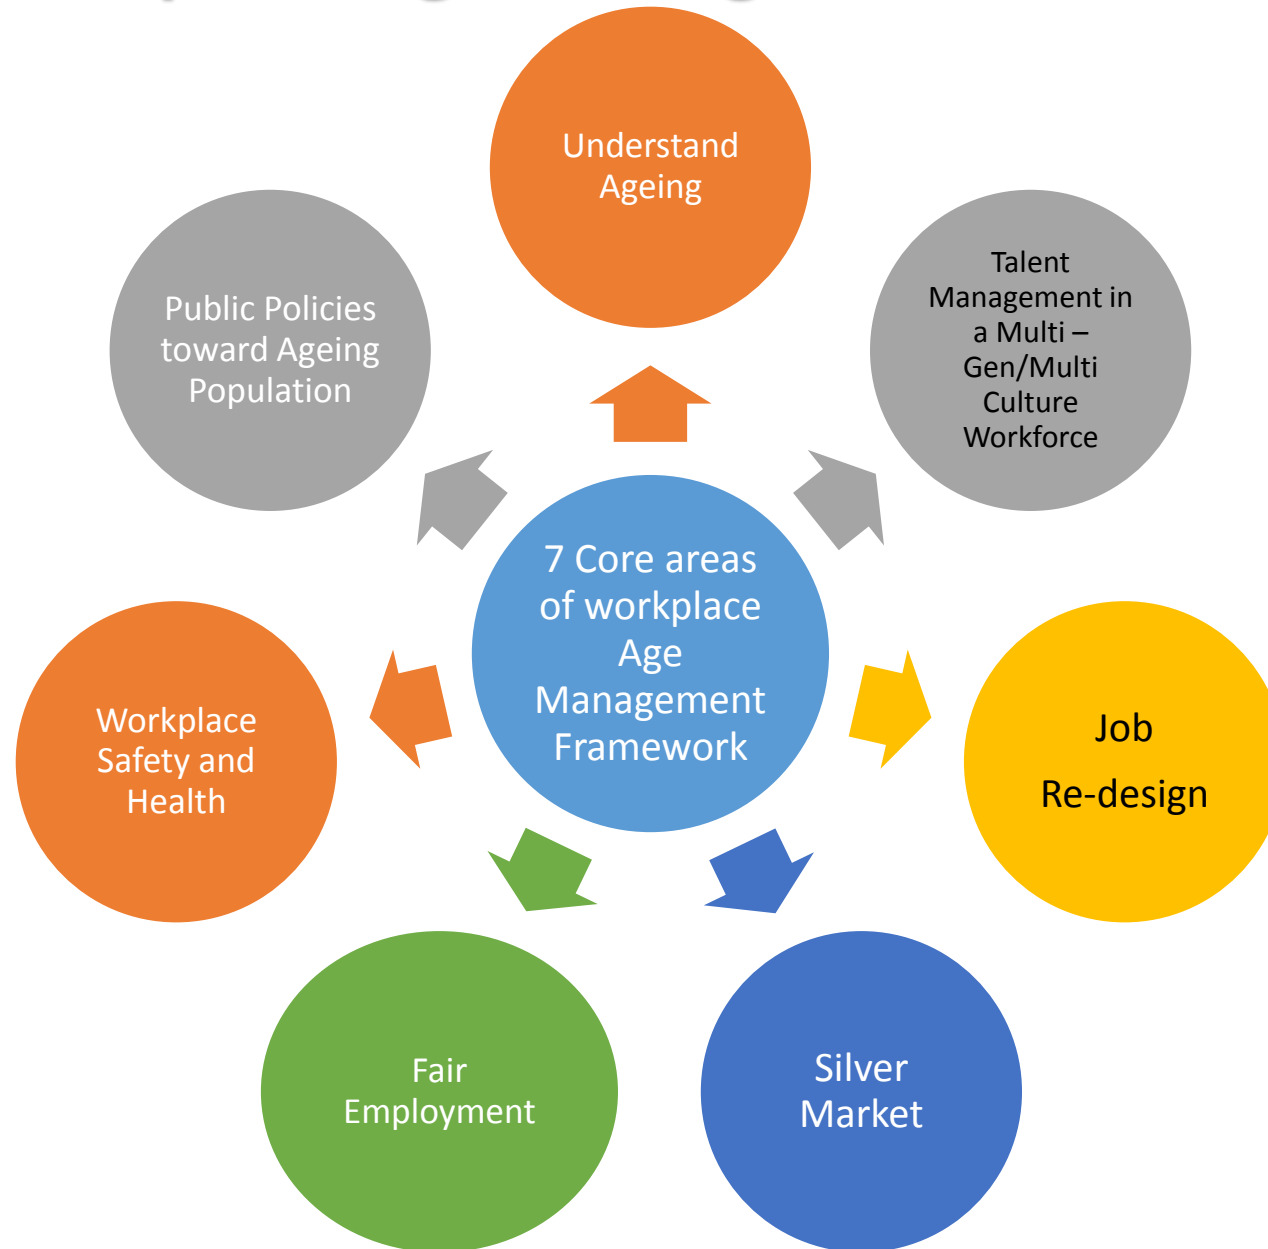 Understand
Ageing
Talent
Management in
a Multi –
Gen/Multi
Culture
Workforce
Public Policies
toward Ageing
Population
7 Core areas
of workplace
Age
Management
Framework
Job
Re-design
Workplace
Safety and
Health
Silver
Market
Fair
Employment